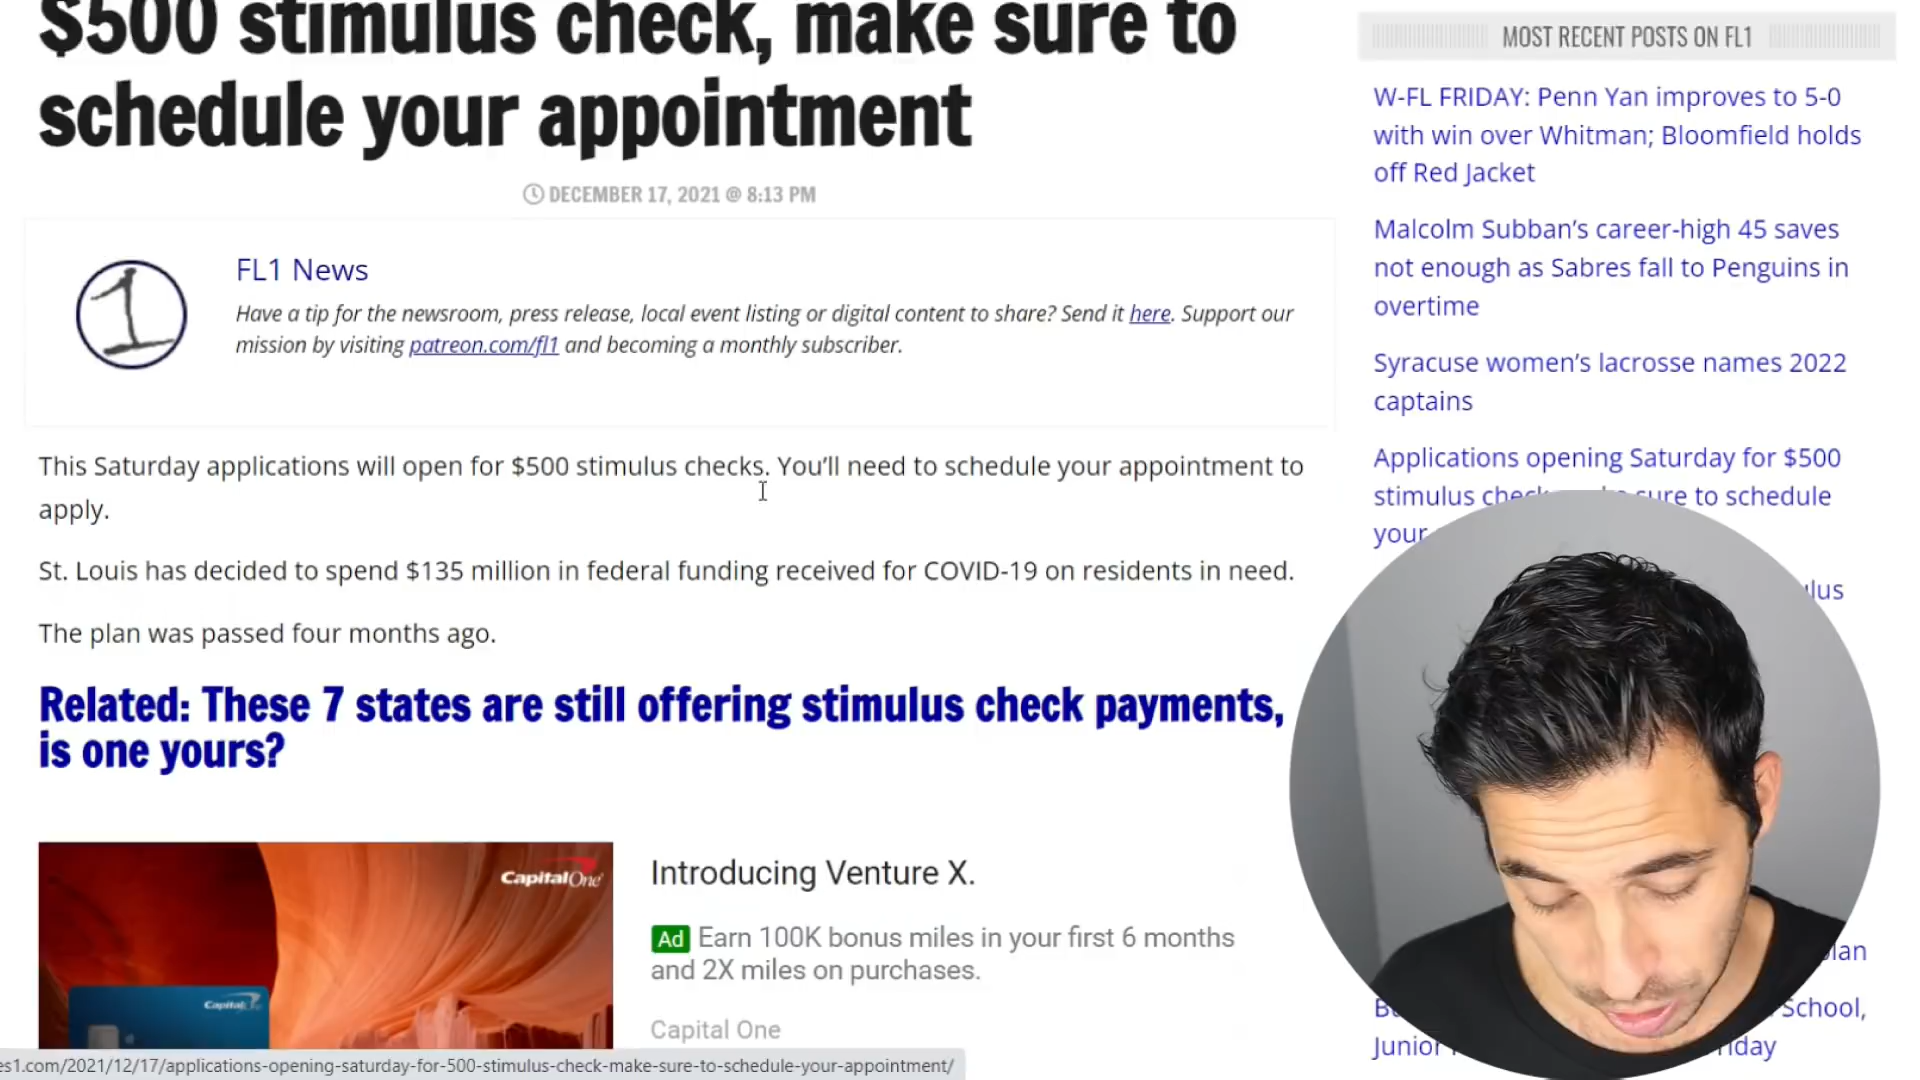 $500 stimulus check, make sure to
schedule your appointment
DECEMBER 17, 2021 @ 8:13 PM
FL1 News
Have a tip for the newsroom, press release, local event listing or digital content to share? Send it here. Support our
mission by visiting patreon.com/fl1 and becoming a monthly subscriber.
This Saturday applications will open for $500 stimulus checks. You’ll need to schedule your appointment to
apply.
St. Louis has decided to spend $135 million in federal funding received for COVID-19 on residents in need.
The plan was passed four months ago.
Related: These 7 states are still offering stimulus check payments,
is one yours?
CapitalOne
Capital
Introducing Venture X.
Ad Earn 100K bonus miles in your first 6 months
and 2X miles on purchases.
Capital One
es1.com/2021/12/17/applications-opening-saturday-for-500-stimulus-check-make-sure-to-schedule-your-appointment/
MOST RECENT POSTS ON FL1
W-FL FRIDAY: Penn Yan improves to 5-0
with win over Whitman; Bloomfield holds
off Red Jacket
Malcolm Subban’s career-high 45 saves
not enough as Sabres fall to Penguins in
overtime
Syracuse women’s lacrosse names 2022
captains
Applications opening Saturday for $500
stimulus sure to schedule
your
School,
Junior